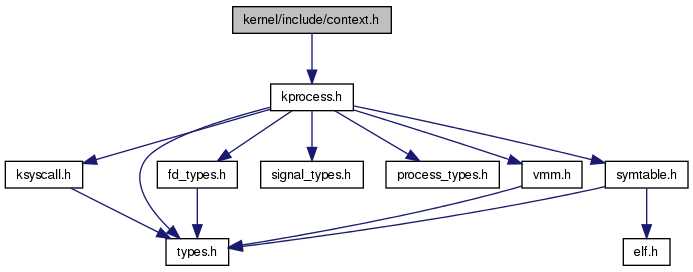 kernel/include/context.h
kprocess.h
ksyscall.h
fd_types.h
signal_types.h
process_types.h
vmm.h
symtable.h
types.h
elf.h